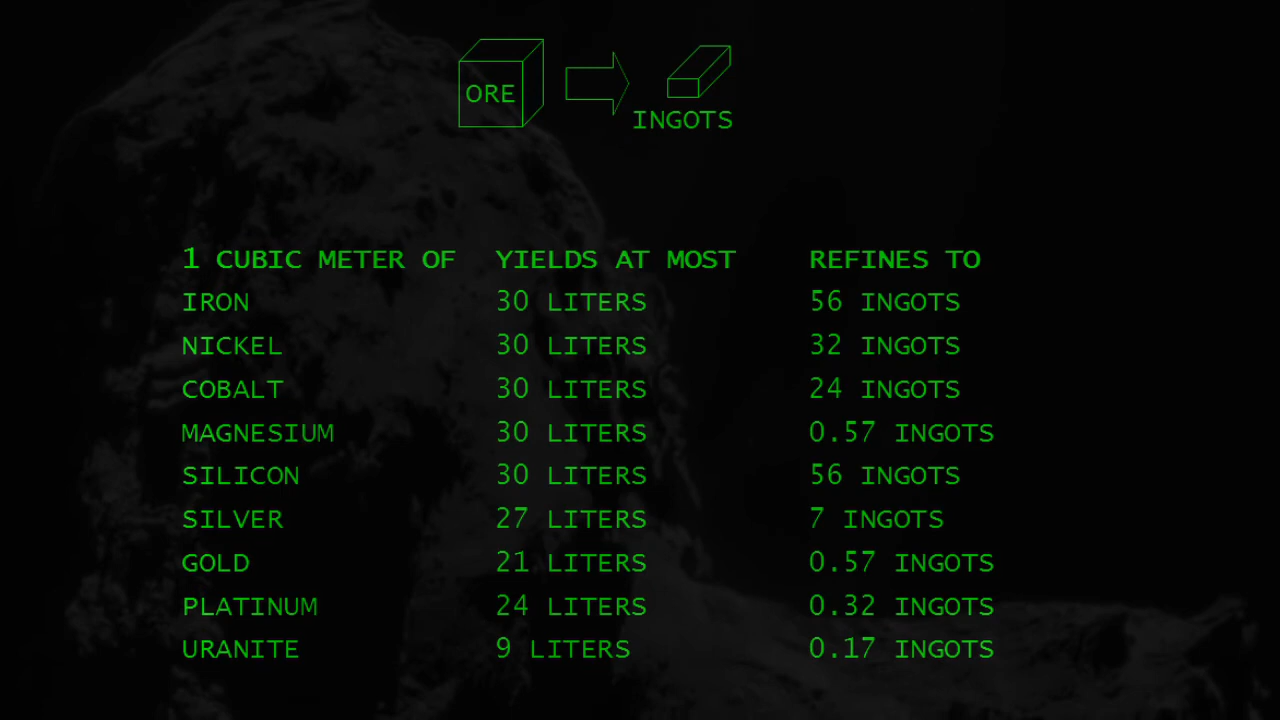 ORE
INGOTS
1 CUBIC METER OF YIELDS AT MOST REFINES TO
IRON 30 LITERS 56 INGOTS
NICKEL 30 LITERS 32 INGOTS
COBALT 30 LITERS 24 INGOTS
MAGNESIUM 30 LITERS 0.57 INGOTS
SILICON 30 LITERS 56 INGOTS
SILVER 27 LITERS 7 INGOTS
GOLD 21 LITERS 0.57 INGOTS
PLATINUM 24 LITERS 0.32 INGOTS
URANITE 9 LITERS 0.17 INGOTS